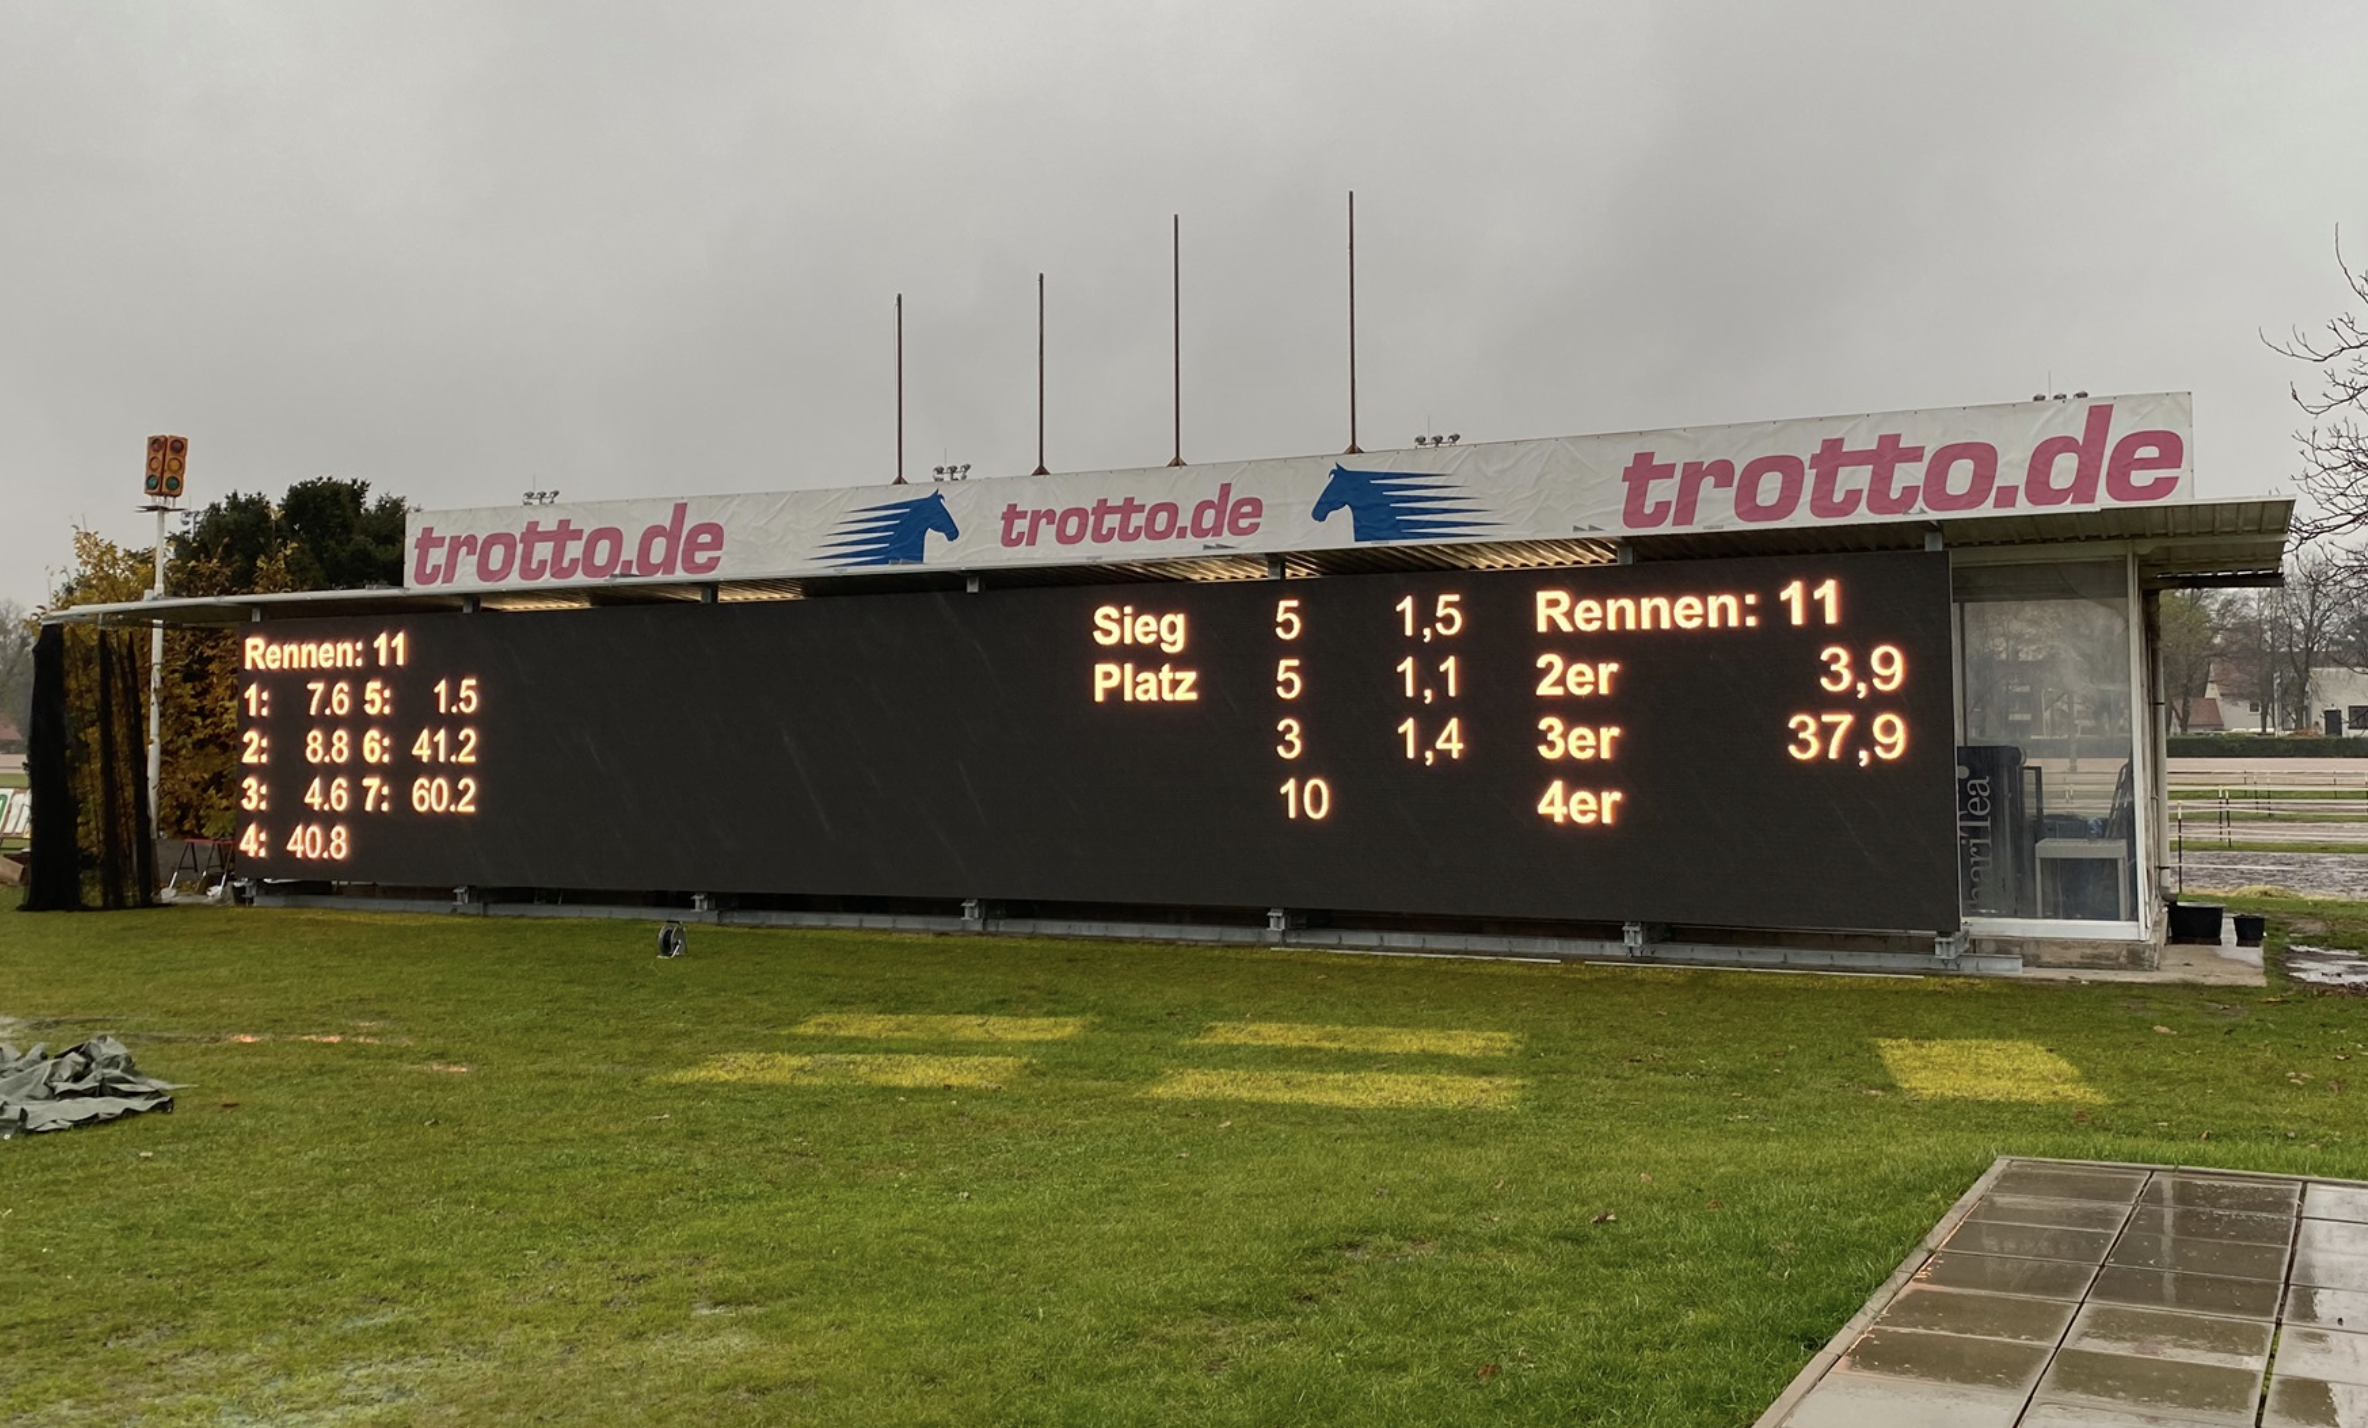 trotto.de trotto.de trotto.de
Rennen: 11
1: 7.6 5: 1.5
2: 8.8 6: 41.2
3: 4.6 7: 60.2
4: 40.8
Sieg 5 1,5
Platz 5 1,1
3 1,4
10
Rennen: 11
2er 3,9
3er 37,9
4er